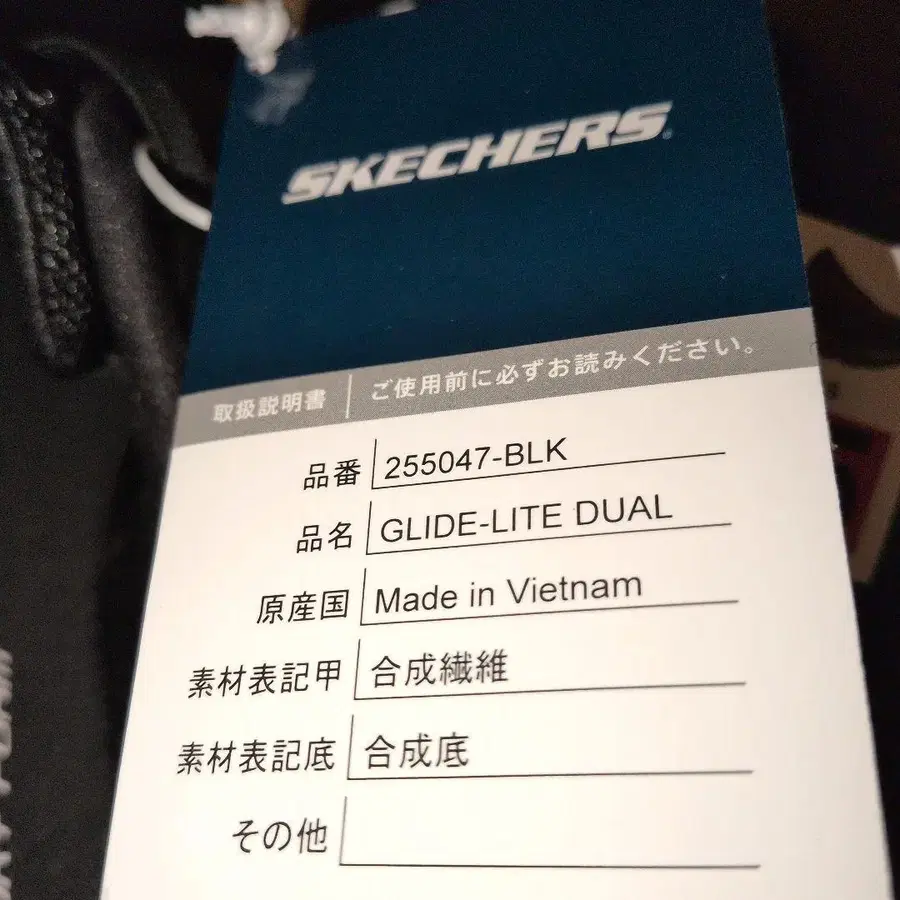 SKECHERS
取扱説明書 ご使用前に必ずお読みください。
品番 255047-BLK
品名 GLIDE-LITE DUAL
原産国 Made in Vietnam
素材表記甲 合成繊維
素材表記底 合成底
その他